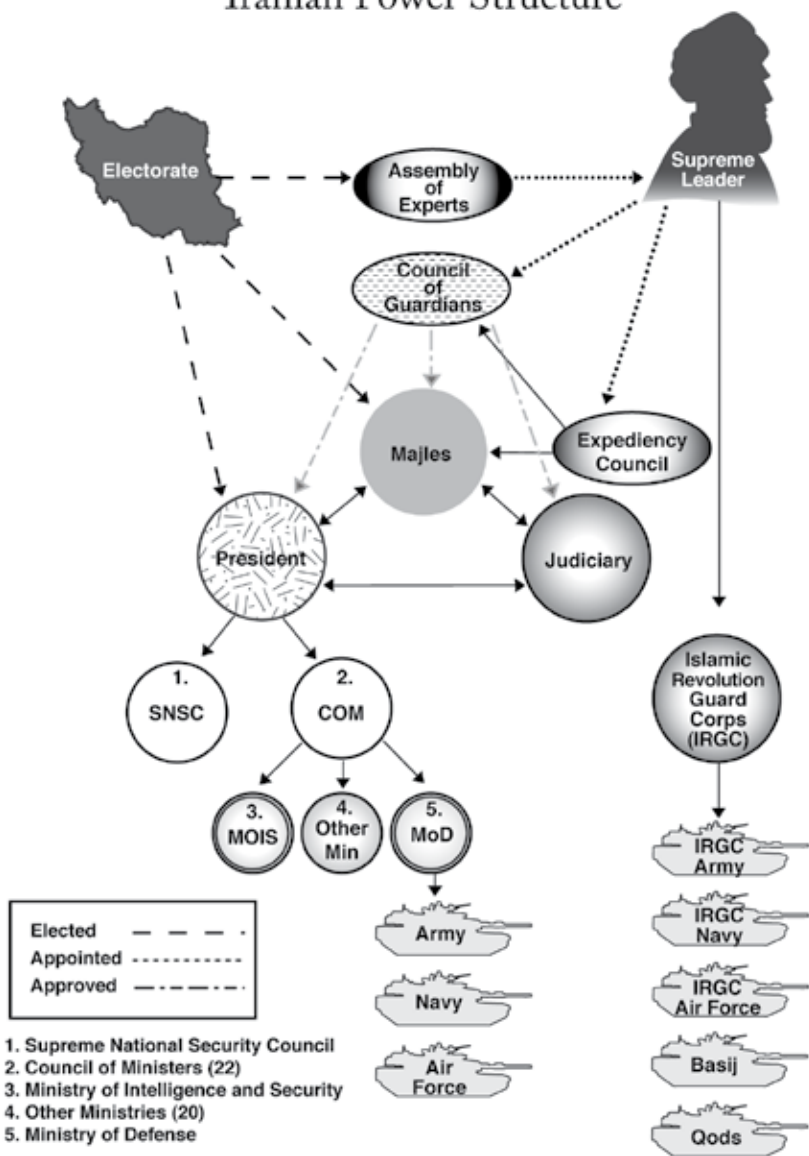 Iranian Power Structure
Electorate
Assembly
of
Experts
Supreme
Leader
Council
of
Guardians
Majles
Expediency
Council
President
Judiciary
1.
SNSC
2.
COM
Islamic
Revolution
Guard
Corps
(IRGC)
3.
MOIS
4.
Other
Min
5.
MoD
Army
Navy
Air
Force
IRGC
Army
IRGC
Navy
IRGC
Air Force
Basij
Qods
Elected
Appointed
Approved
1. Supreme National Security Council
2. Council of Ministers (22)
3. Ministry of Intelligence and Security
4. Other Ministries (20)
5. Ministry of Defense